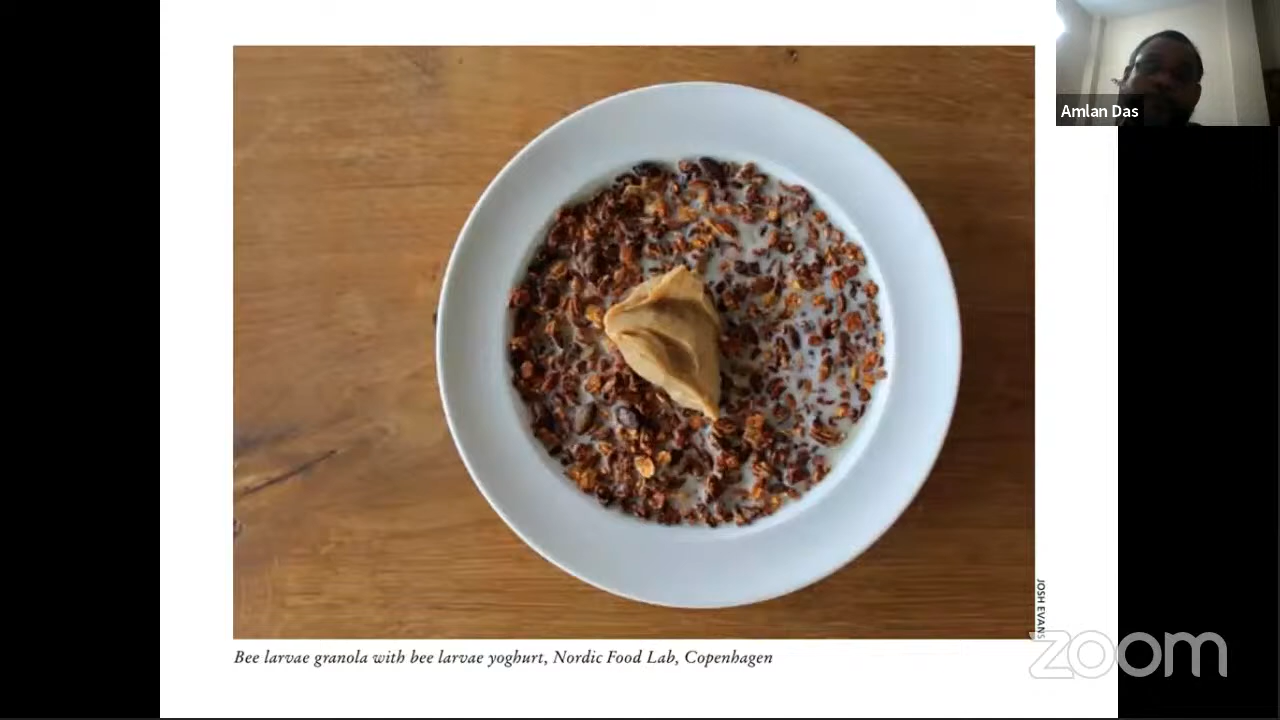 Amlan Das
JOSH EVANS
Bee larvae granola with bee larvae yoghurt, Nordic Food Lab, Copenhagen
zoom